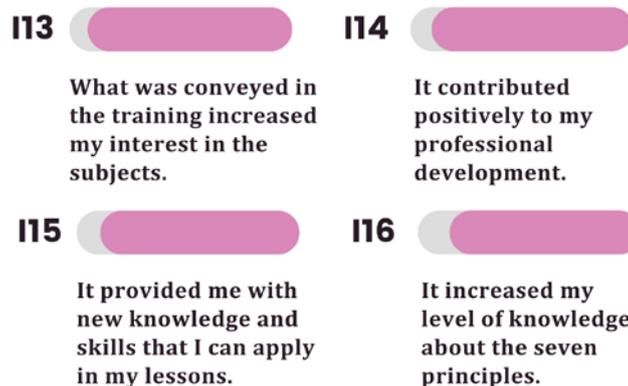 I13
What was conveyed in
the training increased
my interest in the
subjects.
I14
It contributed
positively to my
professional
development.
I15
It provided me with
new knowledge and
skills that I can apply
in my lessons.
I16
It increased my
level of knowledge
about the seven
principles.